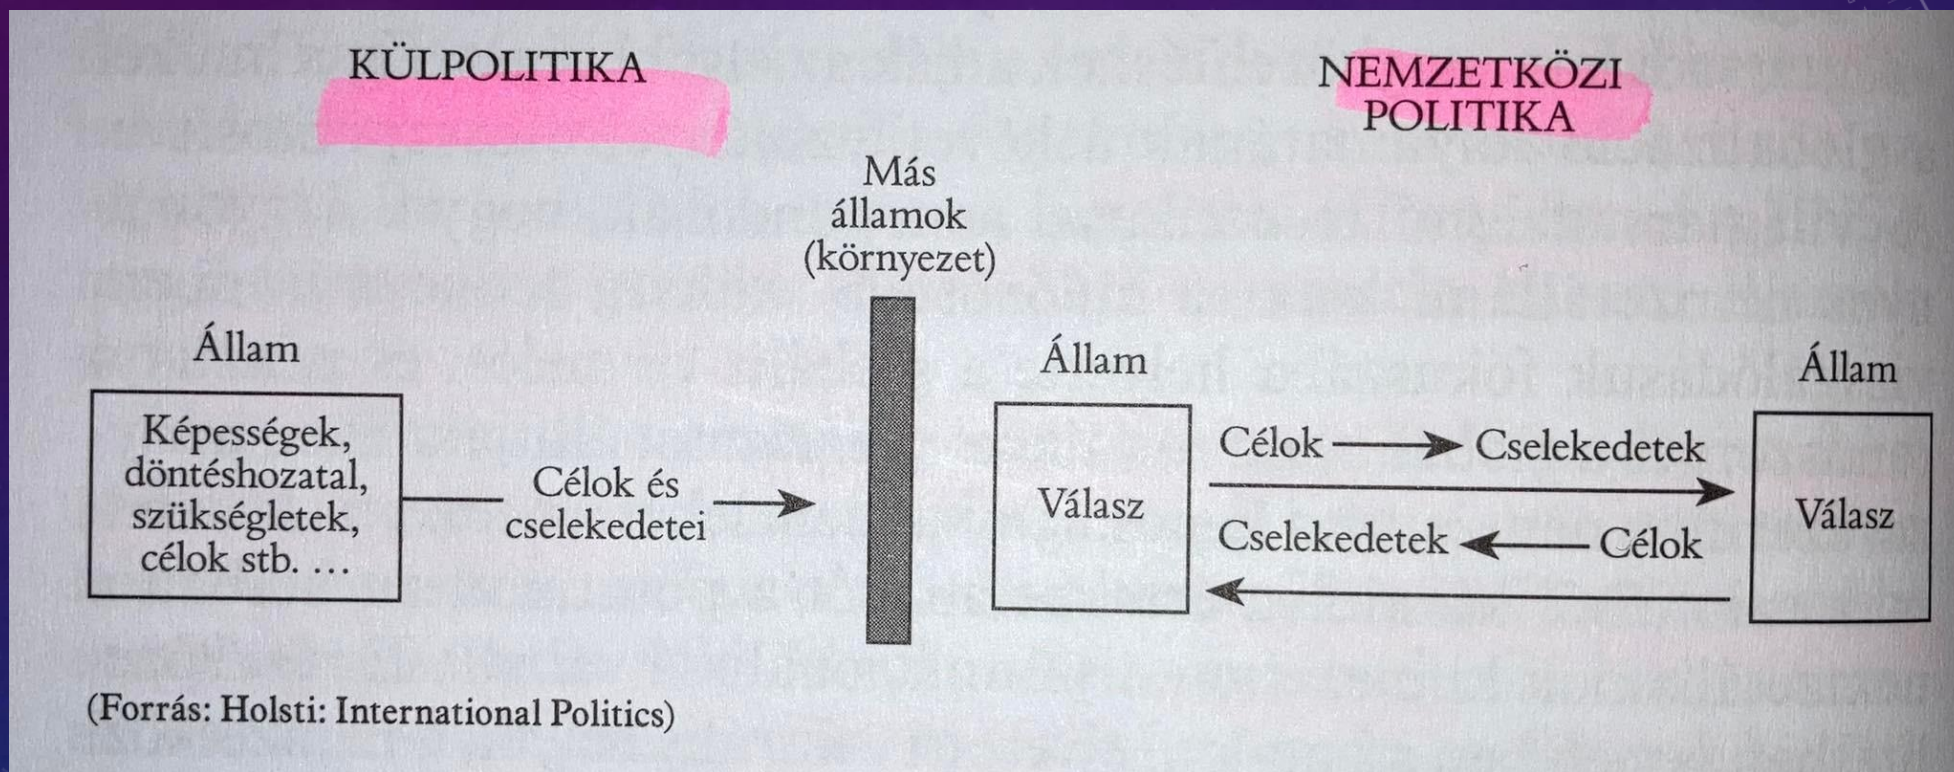 KÜLPOLITIKA
NEMZETKÖZI
POLITIKA
Más
államok
(környezet)
Állam
Képességek,
döntéshozatal,
szükségletek,
célok stb. ...
Célok és
cselekedetei
Állam
Válasz
Célok
Cselekedetek
Cselekedetek
Célok
Állam
Válasz
(Forrás: Holsti: International Politics)